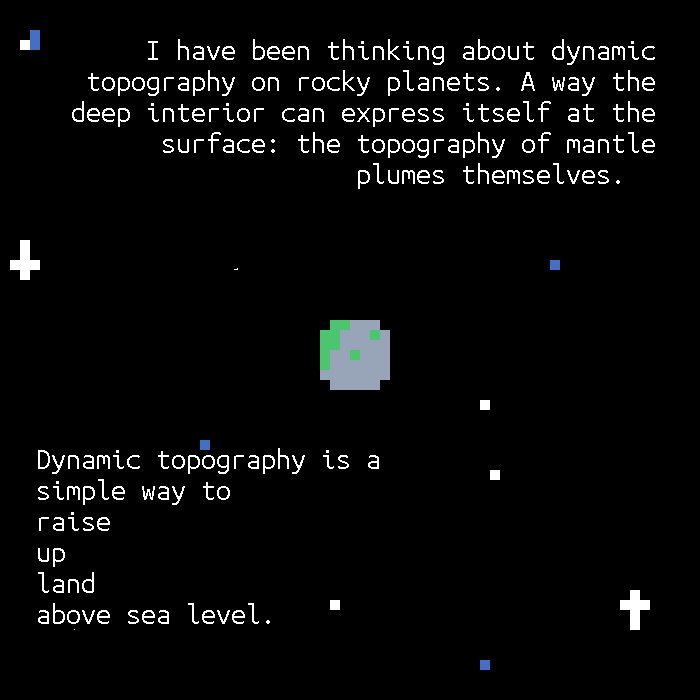 I have been thinking about dynamic
topography on rocky planets. A way the
deep interior can express itself at the
surface: the topography of mantle
plumes themselves.
Dynamic topography is a
simple way to
raise
up
land
above sea level.